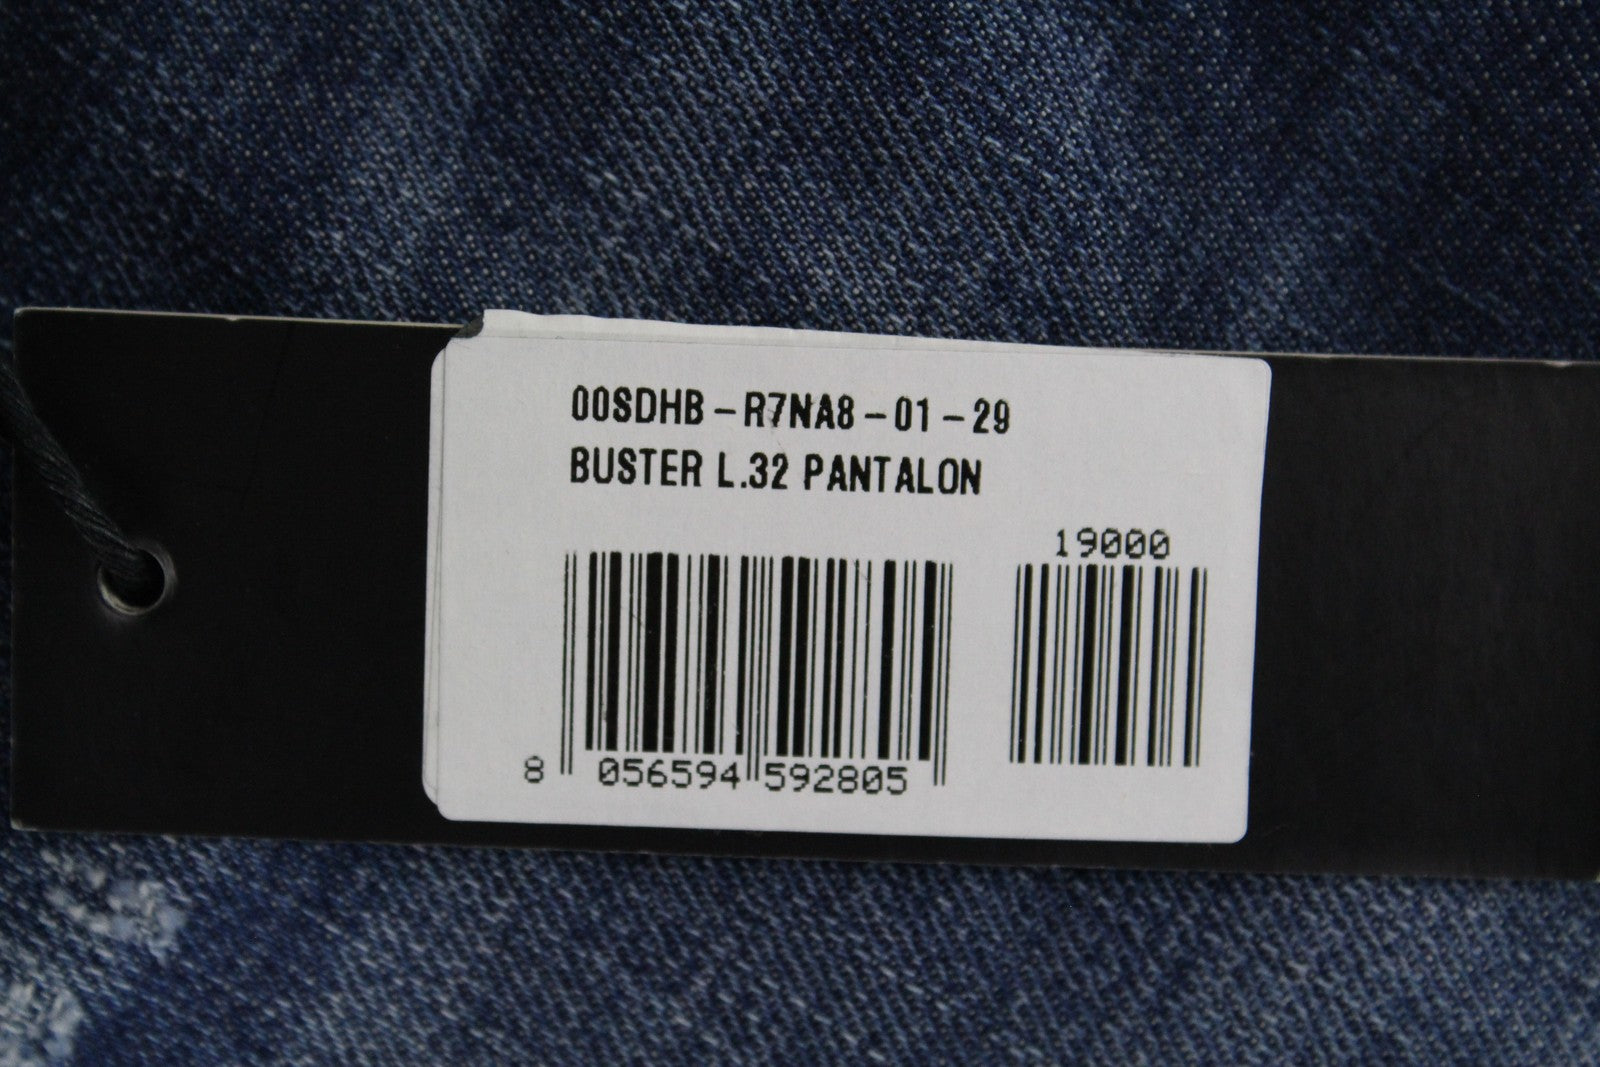 00SDHB-R7NA8-01-29
BUSTER L.32 PANTALON
19000
8 056594 592805